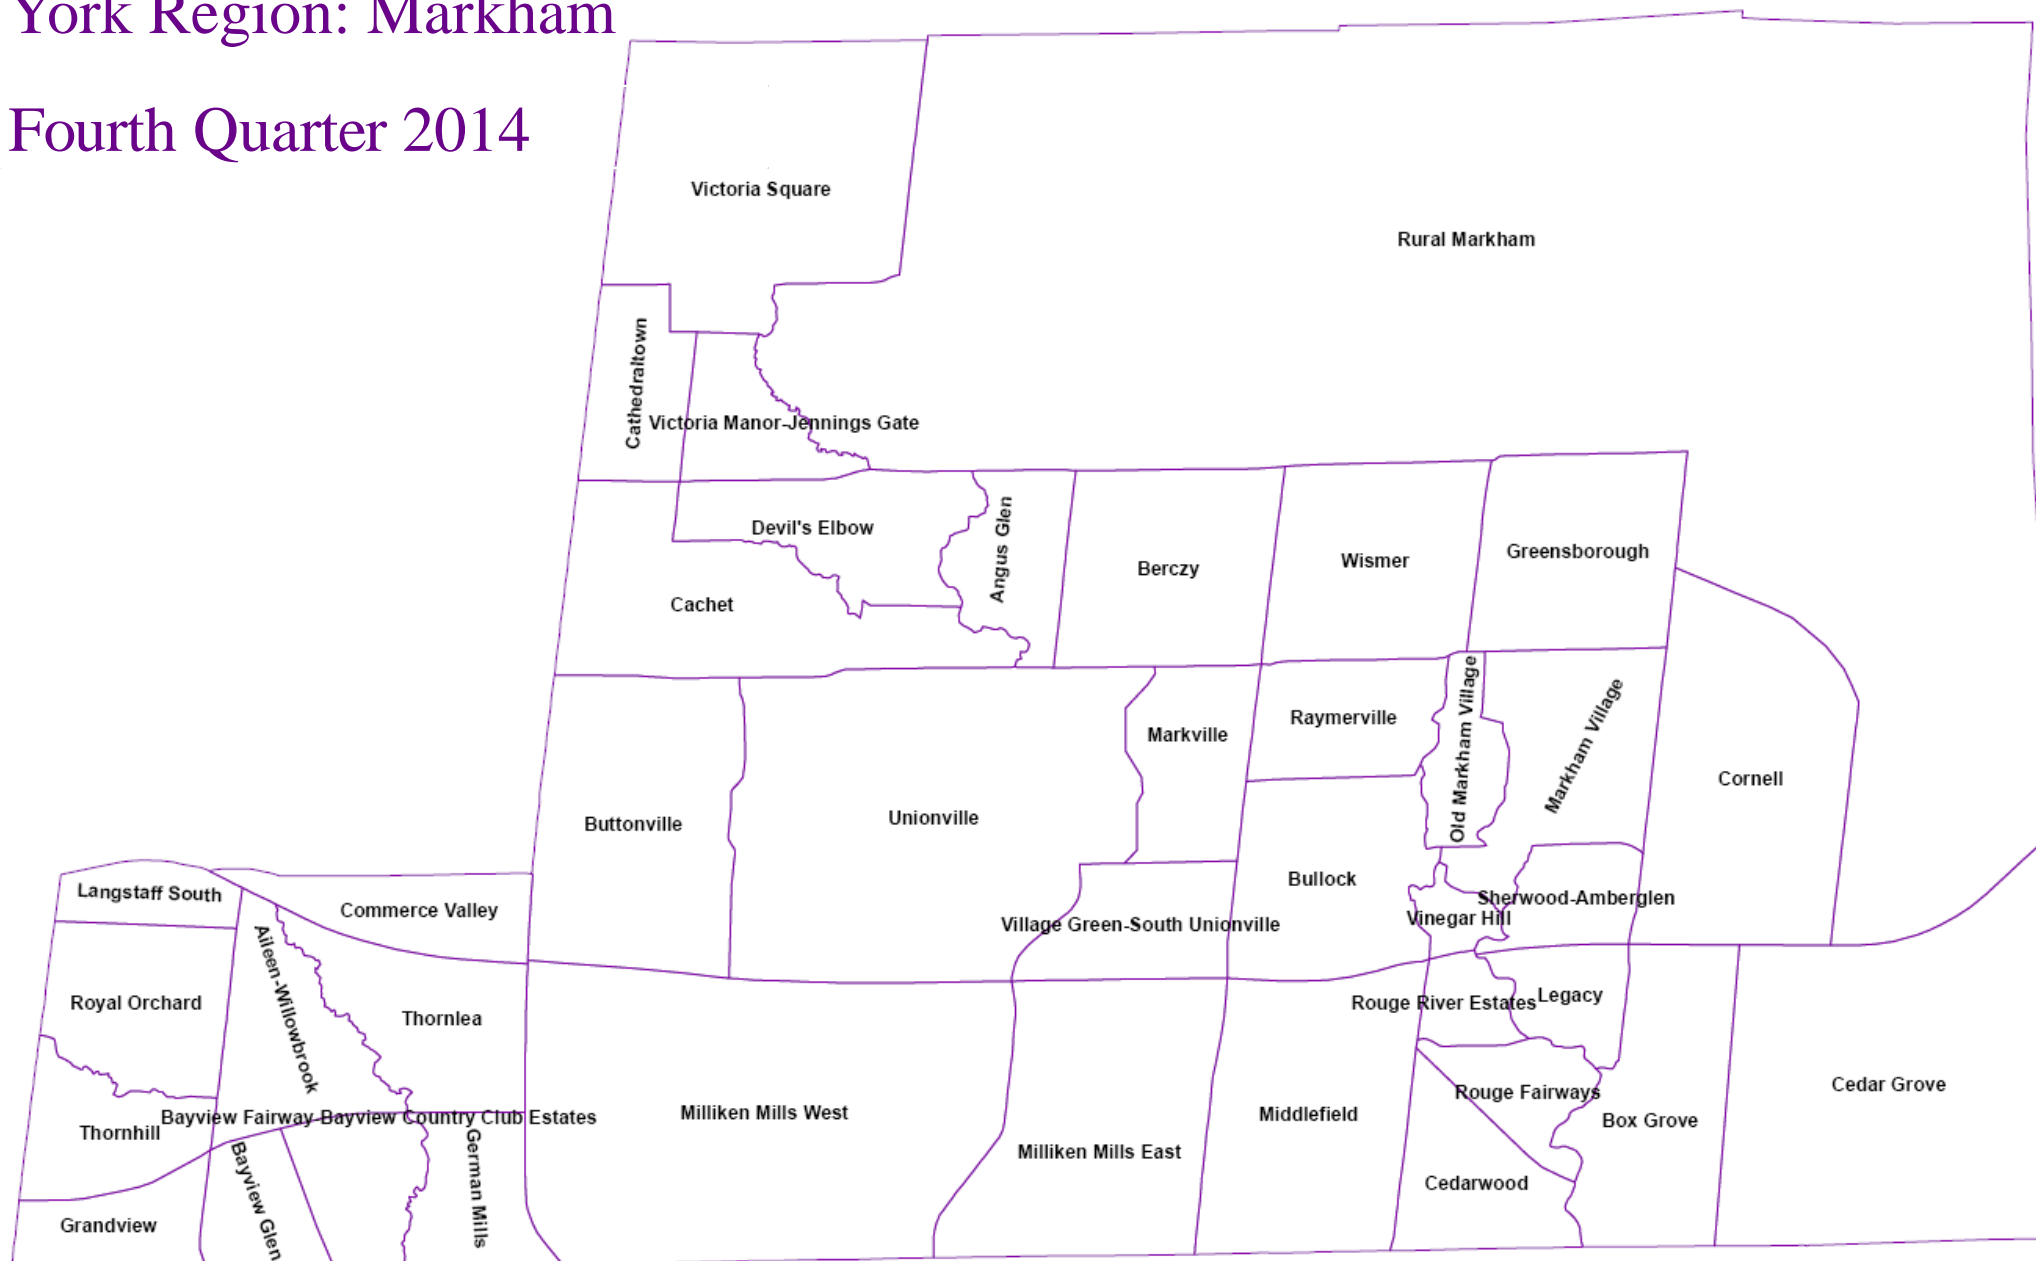 York Region: Markham
Fourth Quarter 2014
Victoria Square
Rural Markham
Cathedraltown
Victoria Manor-Jennings Gate
Devil's Elbow
Angus Glen
Berczy
Wismer
Greensborough
Cachet
Raymerville
Old Markham Village
Markham Village
Markville
Cornell
Buttonville
Unionville
Bullock
Langstaff South
Commerce Valley
Village Green-South Unionville
Sherwood-Amberglen
Vinegar Hill
Aileen-Willowbrook
Royal Orchard
Thornlea
Rouge River Estates
Legacy
Rouge Fairways
Cedar Grove
Thornhill
Bayview Fairway-Bayview Country Club Estates
Milliken Mills West
Milliken Mills East
Middlefield
Box Grove
Cedarwood
Grandview
Bayview Glen
German Mills